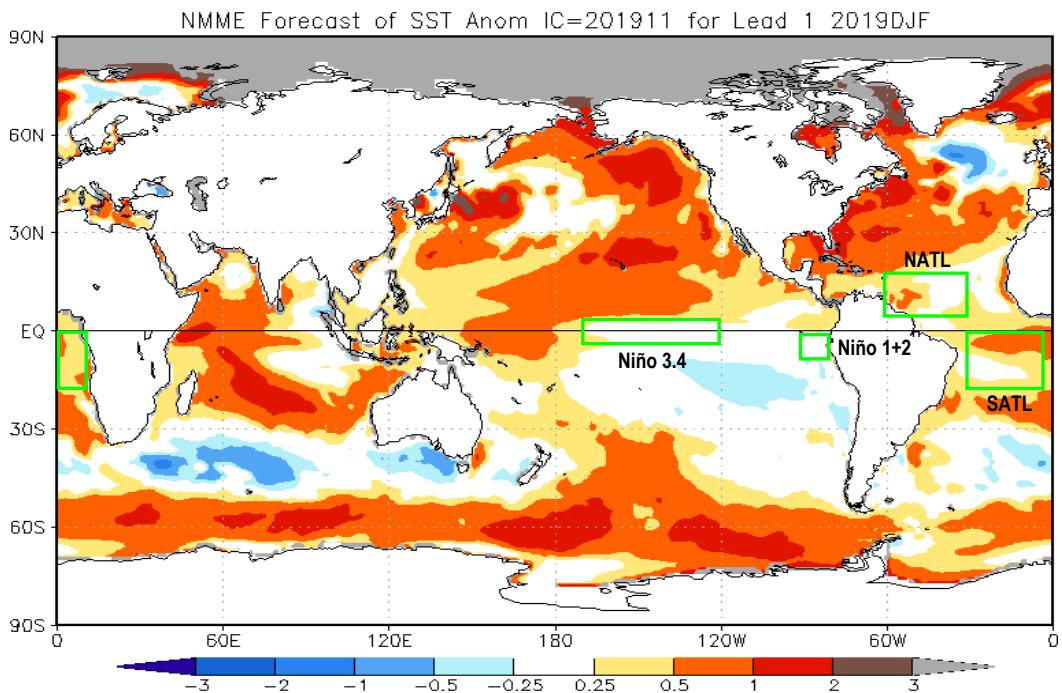 NMME Forecast of SST Anom IC=201911 for Lead 1 2019DJF
90N
60N
30N
EQ
30S
60S
90S
NATL
Niño 3.4
Niño 1+2
SATL
0 60E 120E 180 120W 60W 0
−3 −2 −1 −0.5 −0.25 0.25 0.5 1 2 3